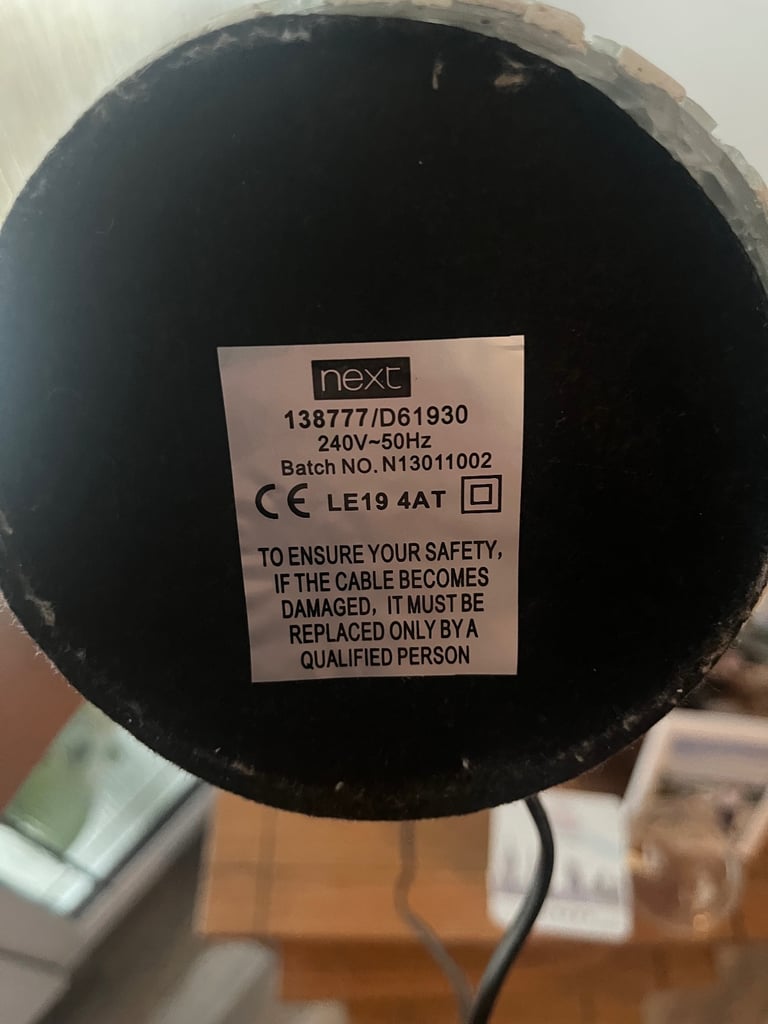 next
138777/D61930
240V~50Hz
Batch NO. N13011002
CE LE19 4AT
TO ENSURE YOUR SAFETY,
IF THE CABLE BECOMES
DAMAGED, IT MUST BE
REPLACED ONLY BY A
QUALIFIED PERSON